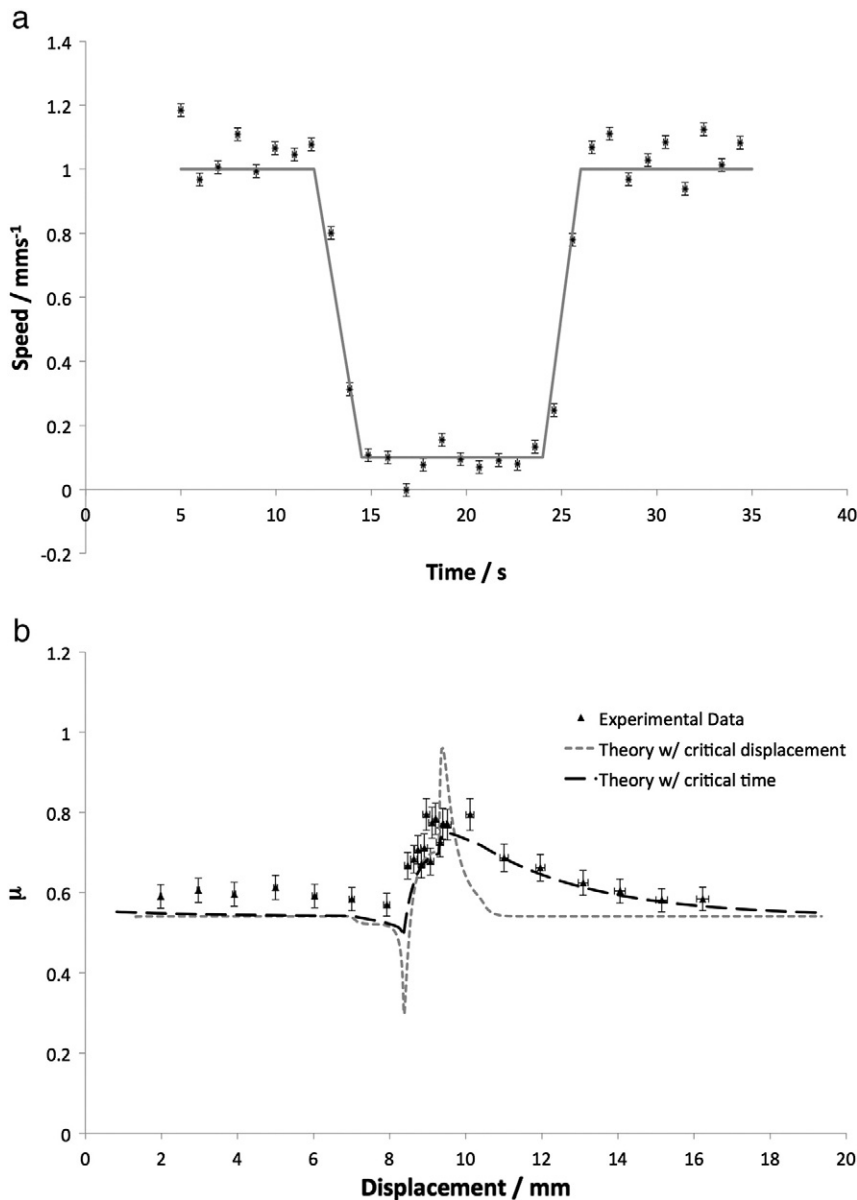 a
1.4
1.2
1
0.8
0.6
0.4
0.2
0
-0.2
0 5 10 15 20 25 30 35 40
Speed / mms-1
Time / s
b
1.2
1
0.8
0.6
0.4
0.2
0
0 2 4 6 8 10 12 14 16 18 20
μ
Experimental Data
Theory w/ critical displacement
Theory w/ critical time
Displacement / mm